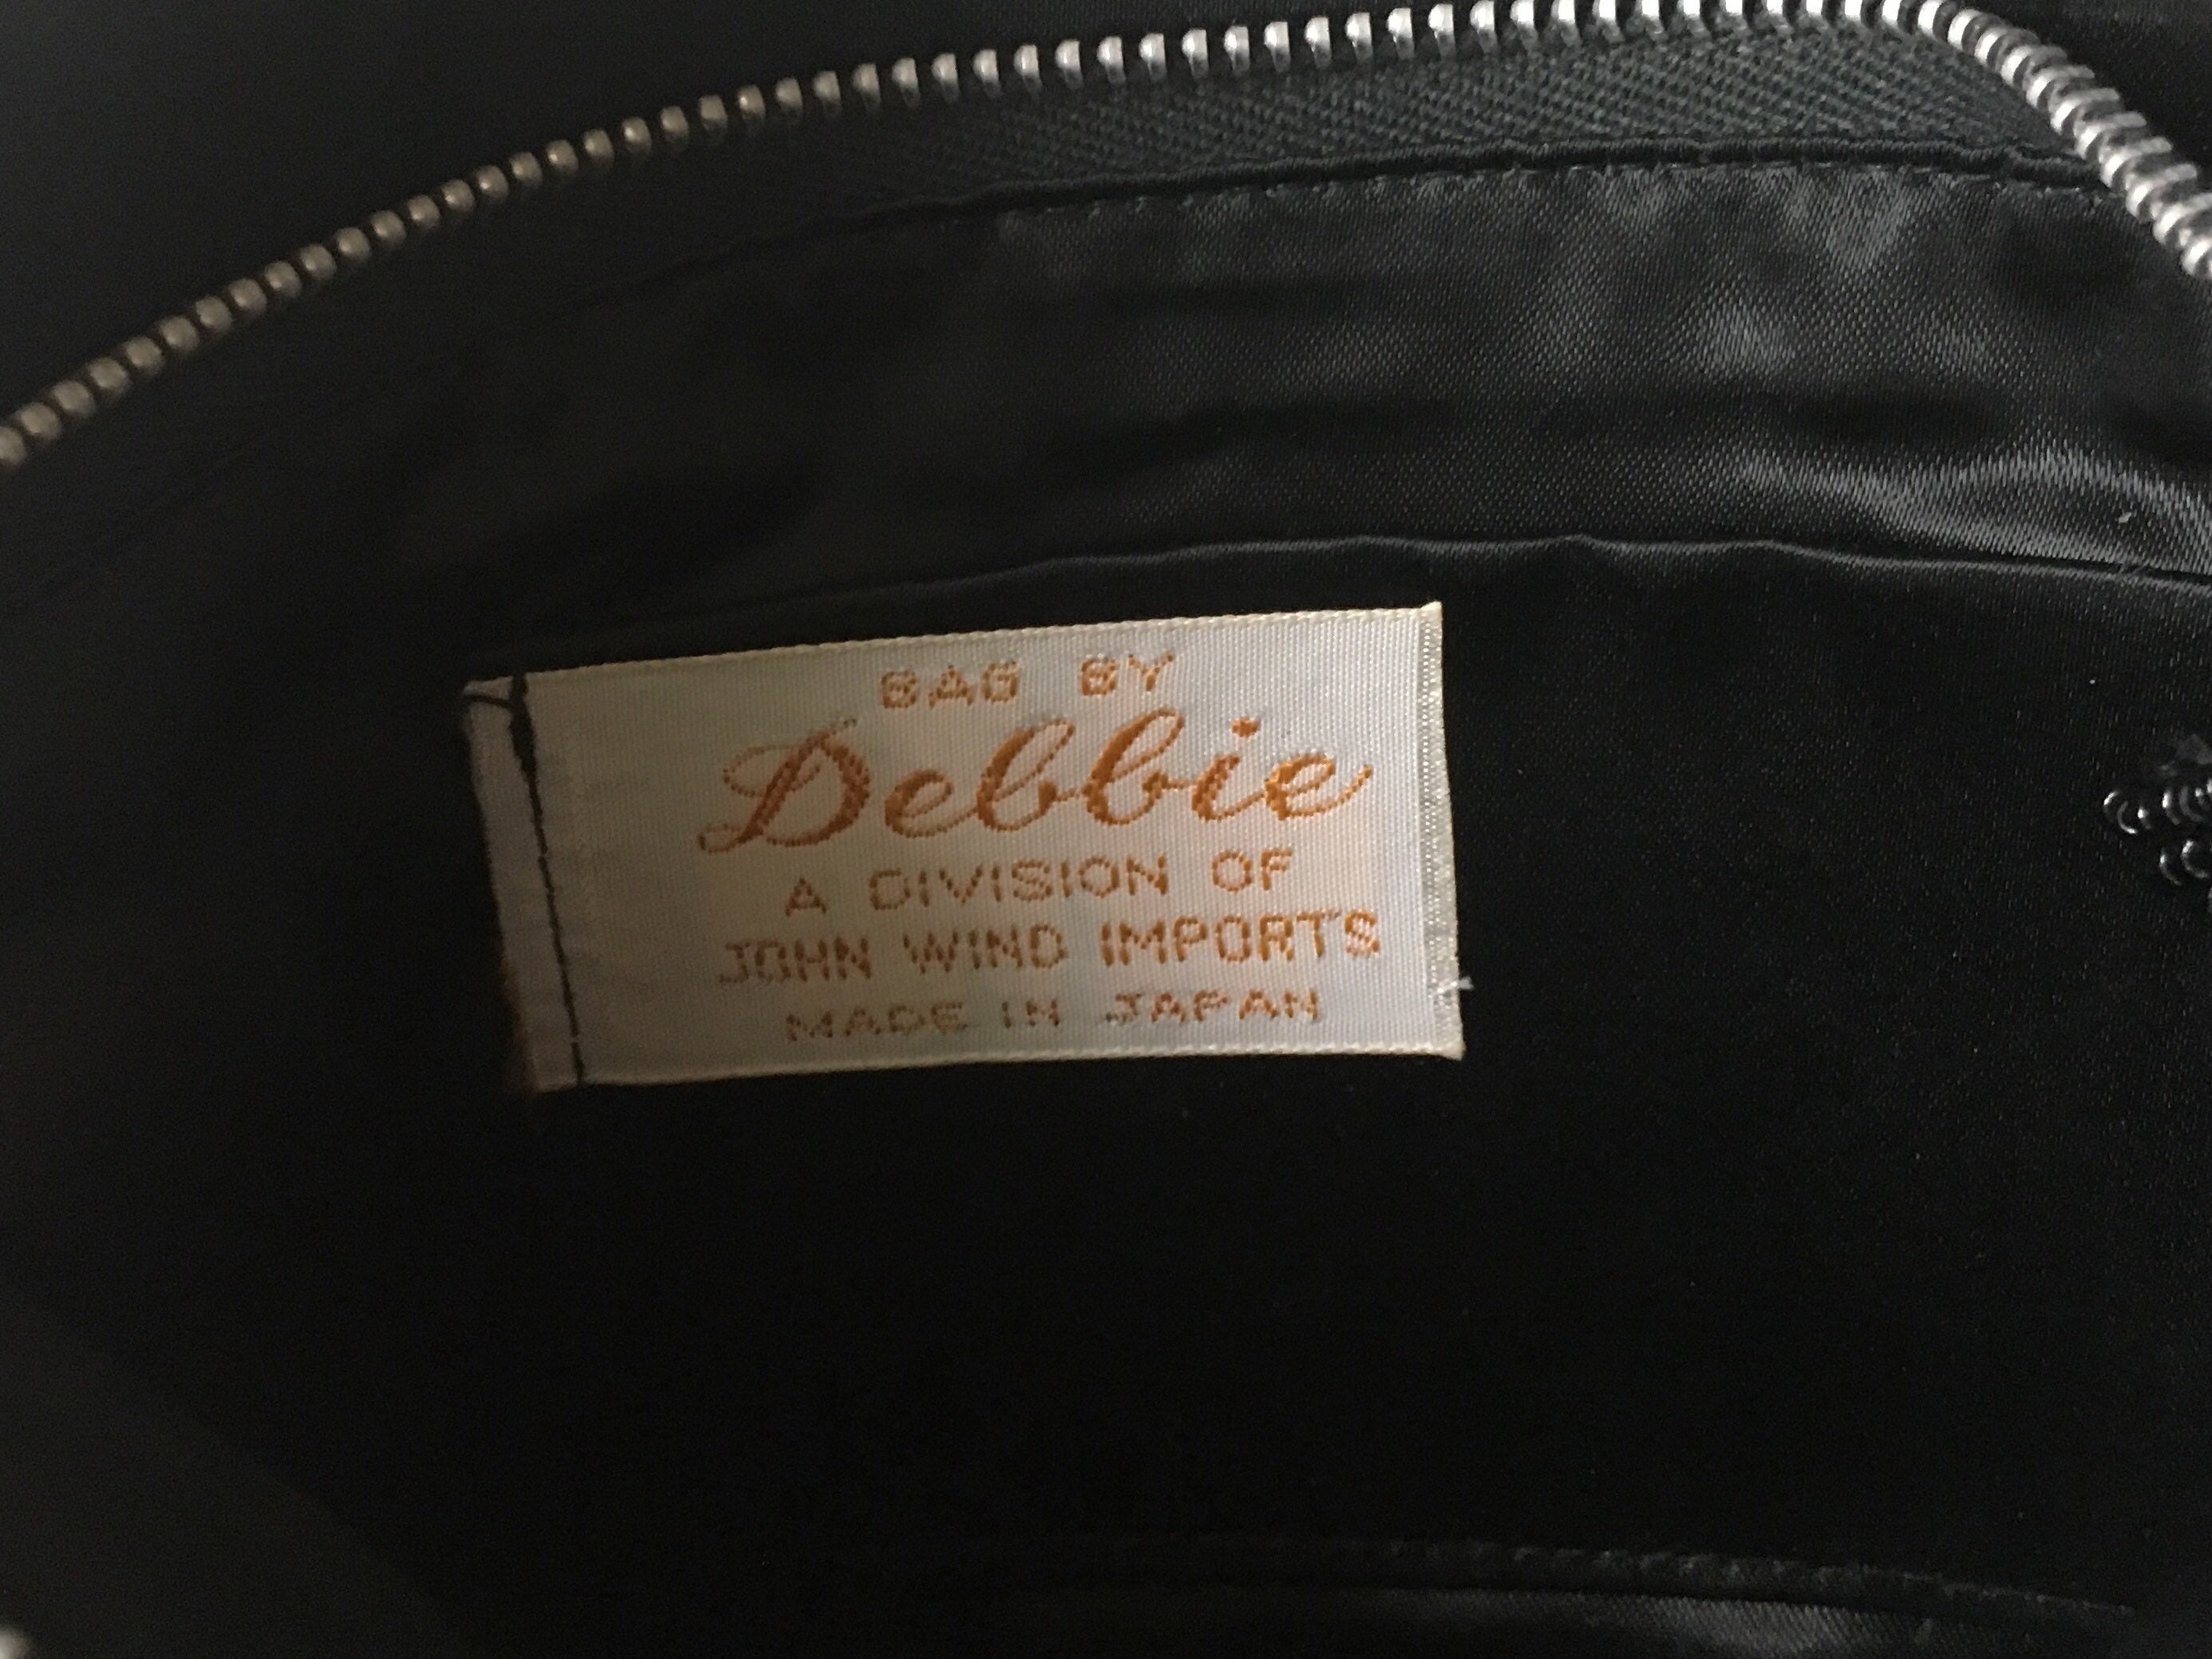 BAG BY
Debbie
A DIVISION OF
JOHN WIND IMPORTS
MADE IN JAPAN